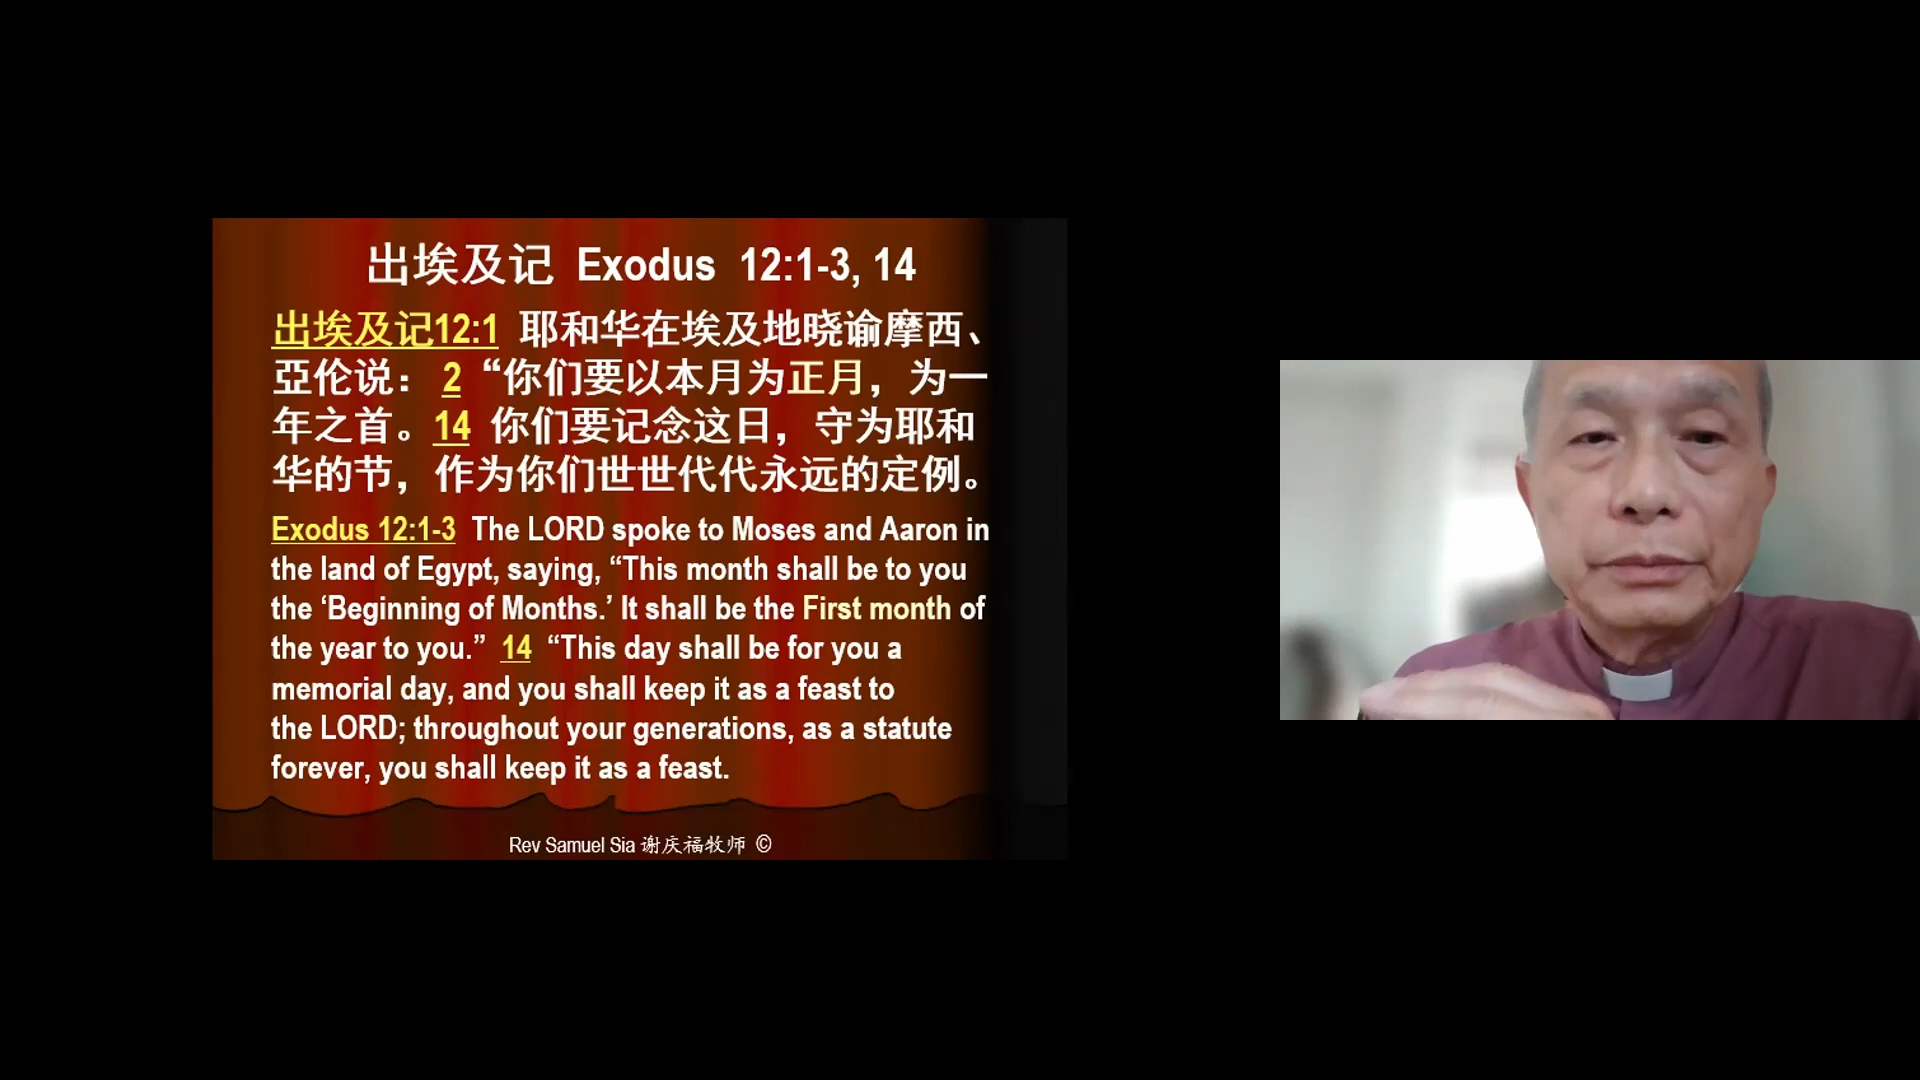 出埃及记 Exodus 12:1-3, 14
出埃及记12:1 耶和华在埃及地晓谕摩西、
亞伦说： 2 “你们要以本月为正月，为一
年之首。14 你们要记念这日，守为耶和
华的节，作为你们世世代代永远的定例。
Exodus 12:1-3 The LORD spoke to Moses and Aaron in
the land of Egypt, saying, “This month shall be to you
the ‘Beginning of Months.’ It shall be the First month of
the year to you.” 14 “This day shall be for you a
memorial day, and you shall keep it as a feast to
the LORD; throughout your generations, as a statute
forever, you shall keep it as a feast.
Rev Samuel Sia 谢庆福牧师 ©